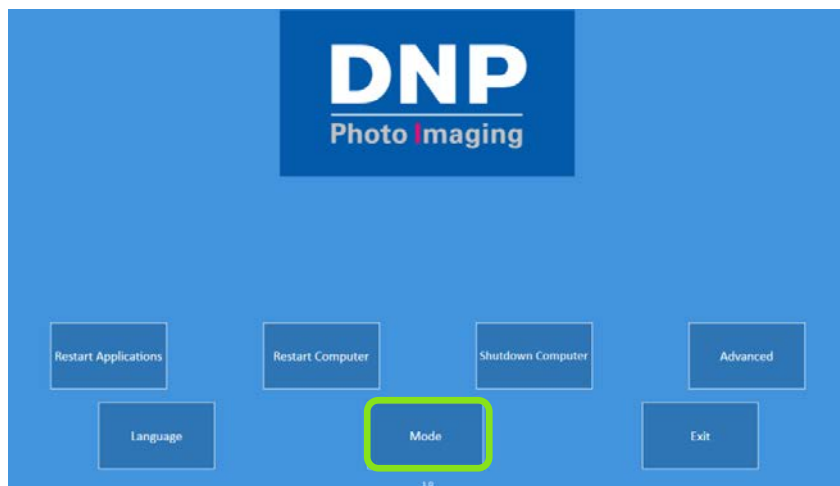 DNP
Photo Imaging
Restart Applications
Restart Computer
Shutdown Computer
Advanced
Language
Mode
Exit